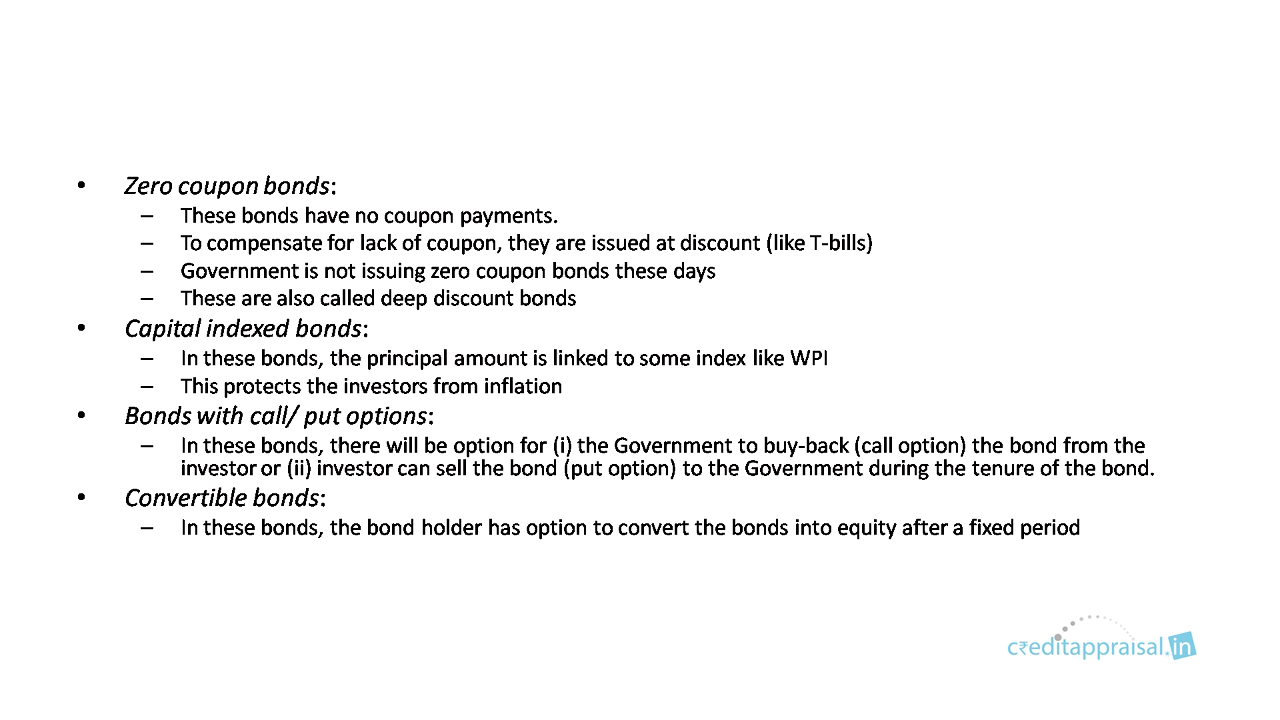 • Zero coupon bonds:
– These bonds have no coupon payments.
– To compensate for lack of coupon, they are issued at discount (like T-bills)
– Government is not issuing zero coupon bonds these days
– These are also called deep discount bonds
• Capital indexed bonds:
– In these bonds, the principal amount is linked to some index like WPI
– This protects the investors from inflation
• Bonds with call/ put options:
– In these bonds, there will be option for (i) the Government to buy-back (call option) the bond from the
investor or (ii) investor can sell the bond (put option) to the Government during the tenure of the bond.
• Convertible bonds:
– In these bonds, the bond holder has option to convert the bonds into equity after a fixed period
c₹editappraisal.in